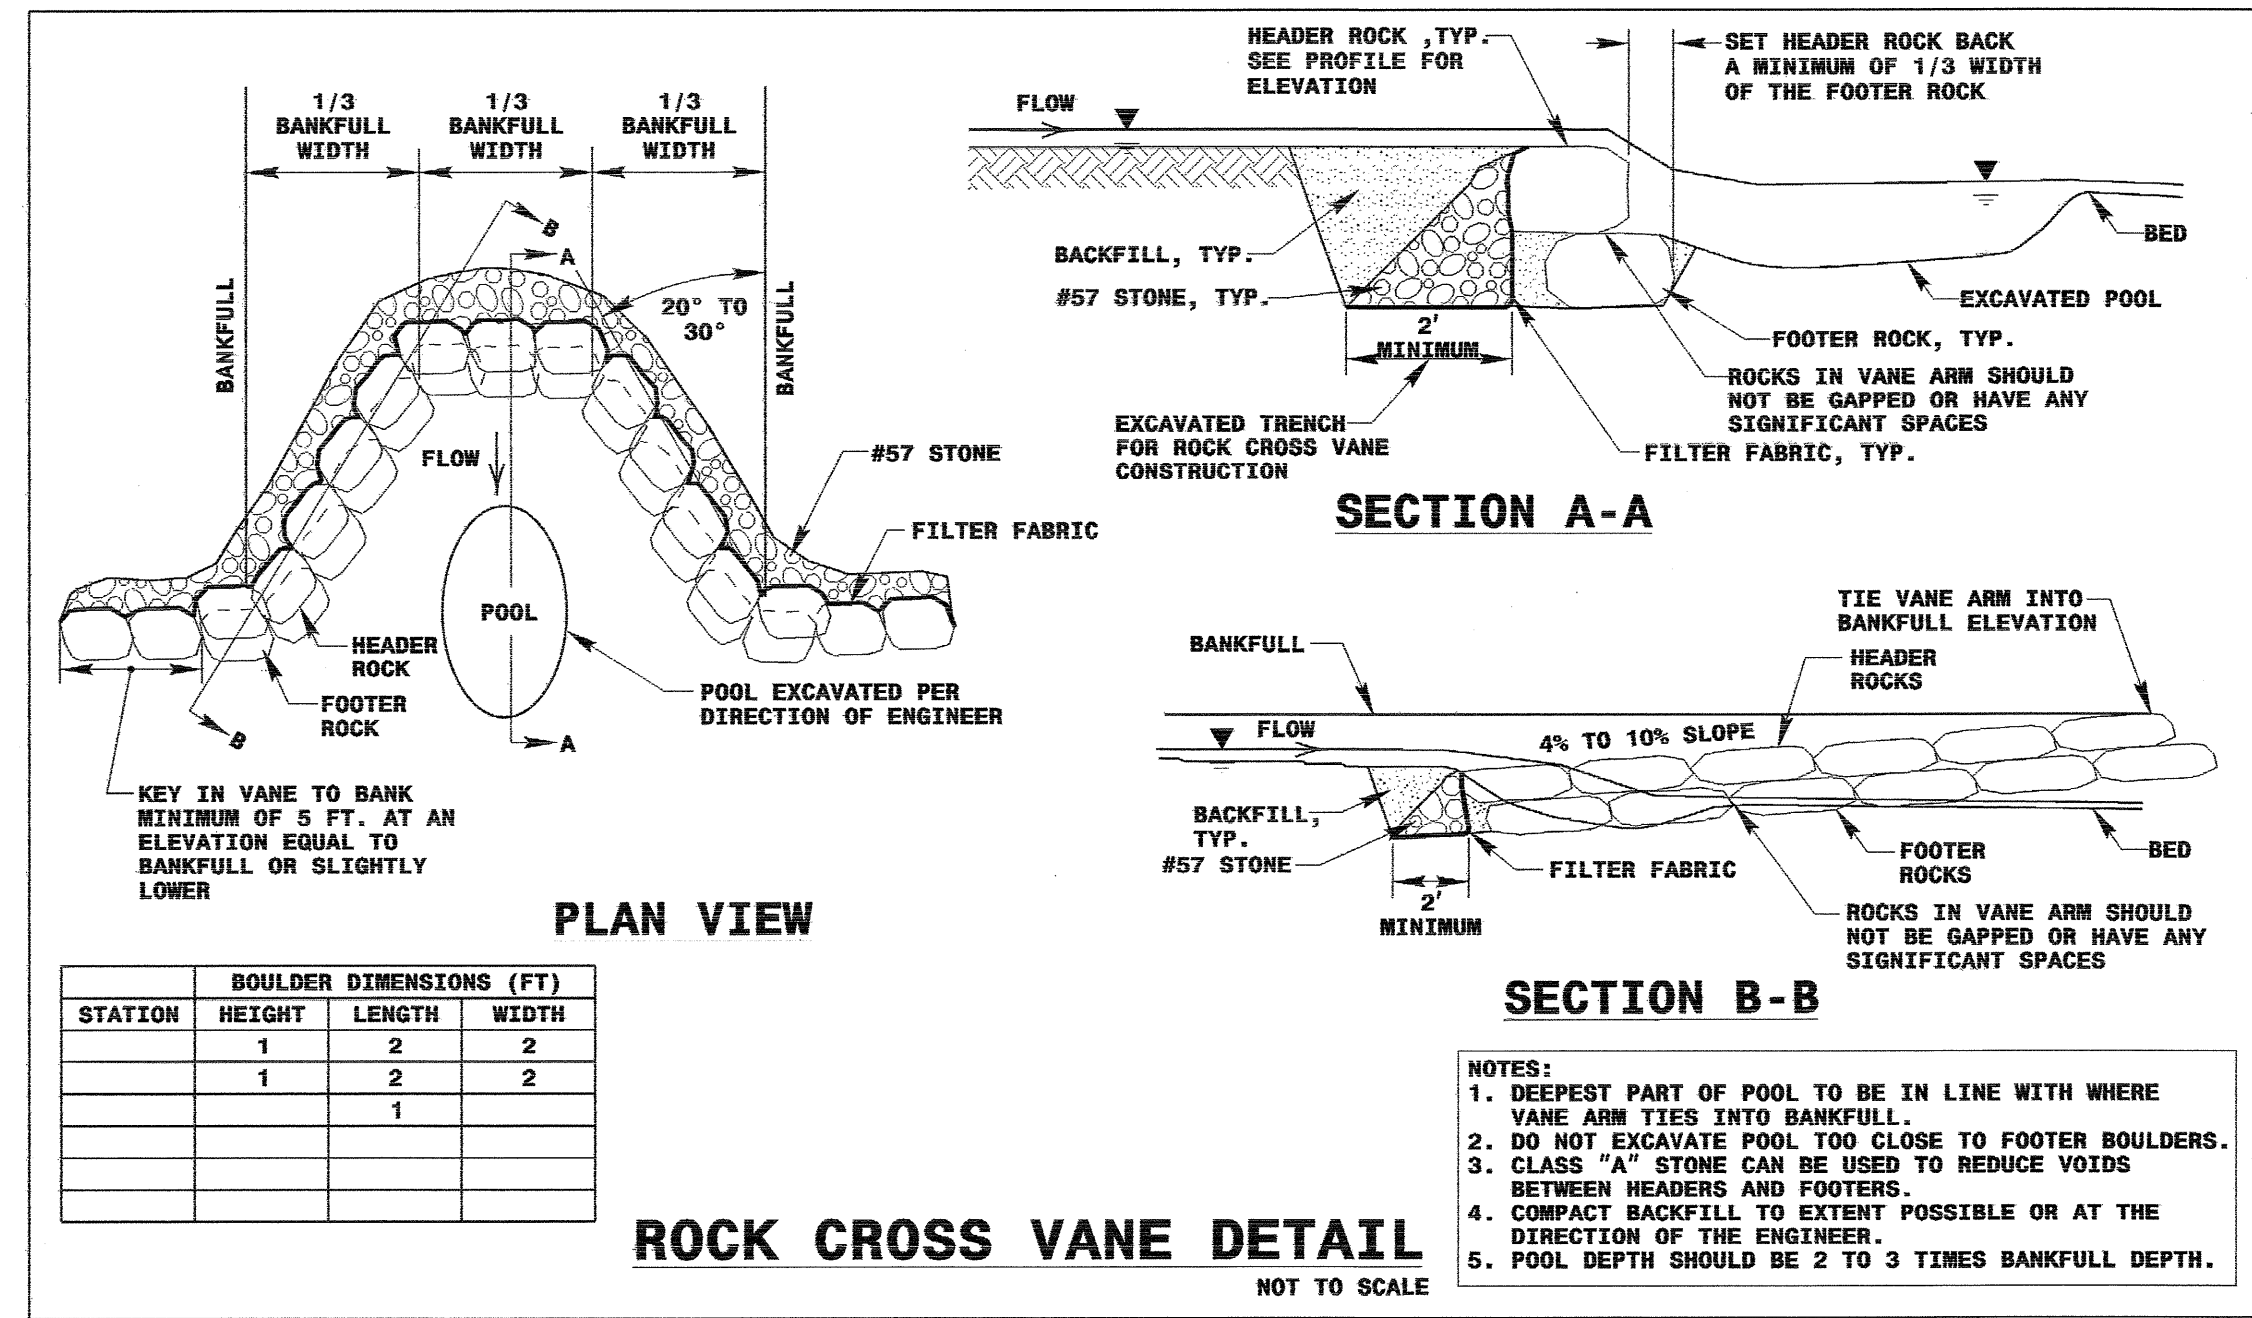 1/3
BANKFULL
WIDTH
1/3
BANKFULL
WIDTH
1/3
BANKFULL
WIDTH
B
A
BANKFULL
20° TO
30°
BANKFULL
FLOW
#57 STONE
FILTER FABRIC
POOL
HEADER
ROCK
FOOTER
ROCK
POOL EXCAVATED PER
DIRECTION OF ENGINEER
B
A
KEY IN VANE TO BANK
MINIMUM OF 5 FT. AT AN
ELEVATION EQUAL TO
BANKFULL OR SLIGHTLY
LOWER
PLAN VIEW
HEADER ROCK ,TYP.
SEE PROFILE FOR
ELEVATION
SET HEADER ROCK BACK
A MINIMUM OF 1/3 WIDTH
OF THE FOOTER ROCK
FLOW
BACKFILL, TYP.
#57 STONE, TYP.
BED
EXCAVATED POOL
2'
MINIMUM
FOOTER ROCK, TYP.
ROCKS IN VANE ARM SHOULD
NOT BE GAPPED OR HAVE ANY
SIGNIFICANT SPACES
EXCAVATED TRENCH
FOR ROCK CROSS VANE
CONSTRUCTION
FILTER FABRIC, TYP.
SECTION A-A
TIE VANE ARM INTO
BANKFULL ELEVATION
BANKFULL
HEADER
ROCKS
FLOW
4% TO 10% SLOPE
BACKFILL,
TYP.
#57 STONE
FILTER FABRIC
FOOTER
ROCKS
BED
2'
MINIMUM
ROCKS IN VANE ARM SHOULD
NOT BE GAPPED OR HAVE ANY
SIGNIFICANT SPACES
SECTION B-B
BOULDER DIMENSIONS (FT)
STATION HEIGHT LENGTH WIDTH
1 2 2
1 2 2
1
ROCK CROSS VANE DETAIL
NOT TO SCALE
NOTES:
1. DEEPEST PART OF POOL TO BE IN LINE WITH WHERE
VANE ARM TIES INTO BANKFULL.
2. DO NOT EXCAVATE POOL TOO CLOSE TO FOOTER BOULDERS.
3. CLASS "A" STONE CAN BE USED TO REDUCE VOIDS
BETWEEN HEADERS AND FOOTERS.
4. COMPACT BACKFILL TO EXTENT POSSIBLE OR AT THE
DIRECTION OF THE ENGINEER.
5. POOL DEPTH SHOULD BE 2 TO 3 TIMES BANKFULL DEPTH.